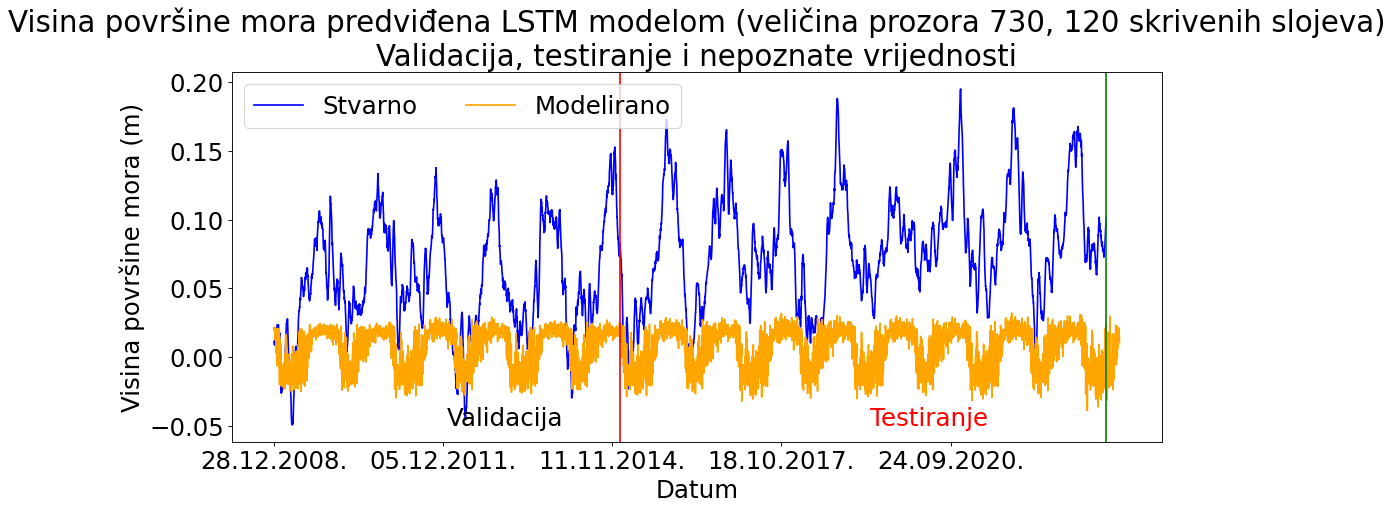 Visina površine mora predviđena LSTM modelom (veličina prozora 730, 120 skrivenih slojeva)
Validacija, testiranje i nepoznate vrijednosti
Stvarno Modelirano
Visina površine mora (m)
0.20
0.15
0.10
0.05
0.00
−0.05
Validacija
Testiranje
28.12.2008. 05.12.2011. 11.11.2014. 18.10.2017. 24.09.2020.
Datum